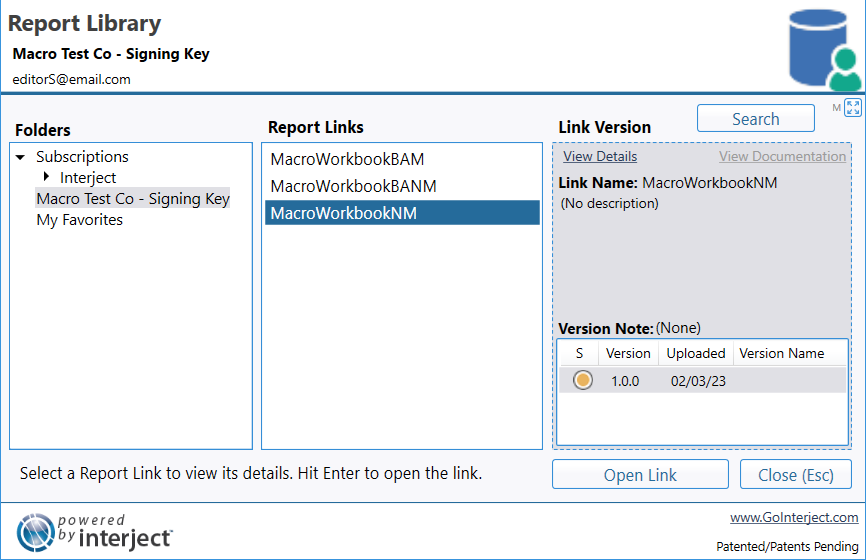 Report Library
Macro Test Co - Signing Key
editorS@email.com
Folders
Subscriptions
Interject
Macro Test Co - Signing Key
My Favorites
Report Links
MacroWorkbookBAM
MacroWorkbookBANM
MacroWorkbookNM
Link Version
Search
M
View Details View Documentation
Link Name: MacroWorkbookNM
(No description)
Version Note: (None)
S Version Uploaded Version Name
1.0.0 02/03/23
Select a Report Link to view its details. Hit Enter to open the link.
Open Link Close (Esc)
powered
by interject
www.GoInterject.com
Patented/Patents Pending